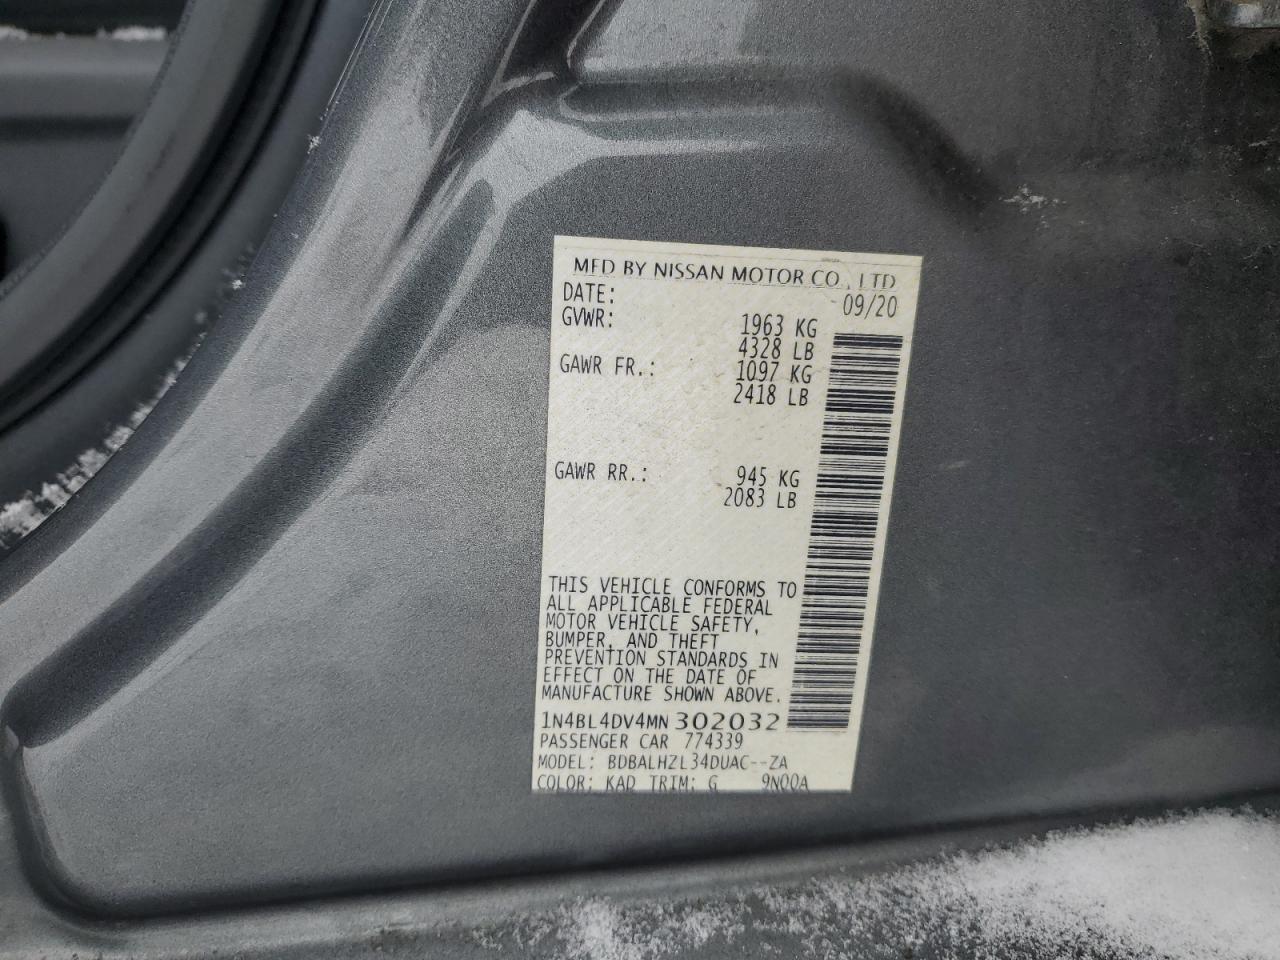 MFD BY NISSAN MOTOR CO., LTD
DATE: 09/20
GVWR: 1963 KG
4328 LB
GAWR FR.: 1097 KG
2418 LB
GAWR RR.: 945 KG
2083 LB
THIS VEHICLE CONFORMS TO
ALL APPLICABLE FEDERAL
MOTOR VEHICLE SAFETY,
BUMPER, AND THEFT
PREVENTION STANDARDS IN
EFFECT ON THE DATE OF
MANUFACTURE SHOWN ABOVE.
1N4BL4DV4MN302032
PASSENGER CAR 774339
MODEL: BDBALHZL34DUAC--ZA
COLOR: KAD TRIM: G 9N00A